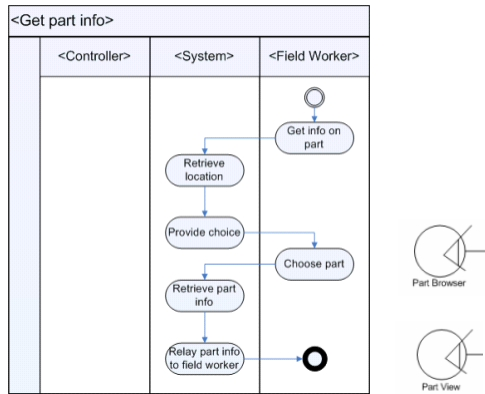 <Get part info>
<Controller>
<System>
<Field Worker>
Get info on
part
Retrieve
location
Provide choice
Choose part
Retrieve part
info
Relay part info
to field worker
Part Browser
Part View